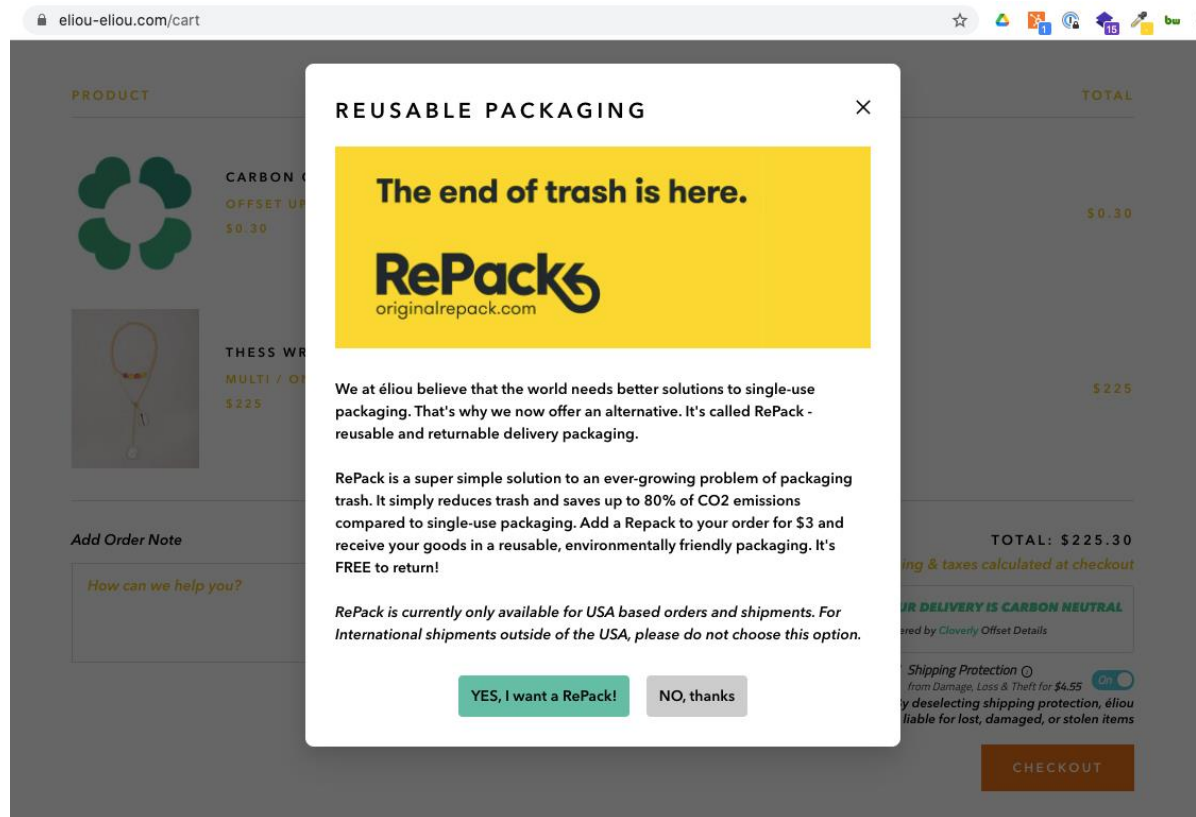 eliou-eliou.com/cart
1
15
bw
PRODUCT
TOTAL
REUSABLE PACKAGING
The end of trash is here.
RePack
originalrepack.com
CARBON
OFFSET UP
$0.30
$0.30
THESS WR
MULTI / ON
$225
$225
We at éliou believe that the world needs better solutions to single-use
packaging. That's why we now offer an alternative. It's called RePack -
reusable and returnable delivery packaging.
RePack is a super simple solution to an ever-growing problem of packaging
trash. It simply reduces trash and saves up to 80% of CO2 emissions
compared to single-use packaging. Add a Repack to your order for $3 and
receive your goods in a reusable, environmentally friendly packaging. It's
FREE to return!
RePack is currently only available for USA based orders and shipments. For
International shipments outside of the USA, please do not choose this option.
YES, I want a RePack!
NO, thanks
Add Order Note
How can we help you?
TOTAL: $225.30
ing & taxes calculated at checkout
UR DELIVERY IS CARBON NEUTRAL
ered by Cloverly Offset Details
Shipping Protection
from Damage, Loss & Theft for $4.55
On
y deselecting shipping protection, éliou
liable for lost, damaged, or stolen items
CHECKOUT